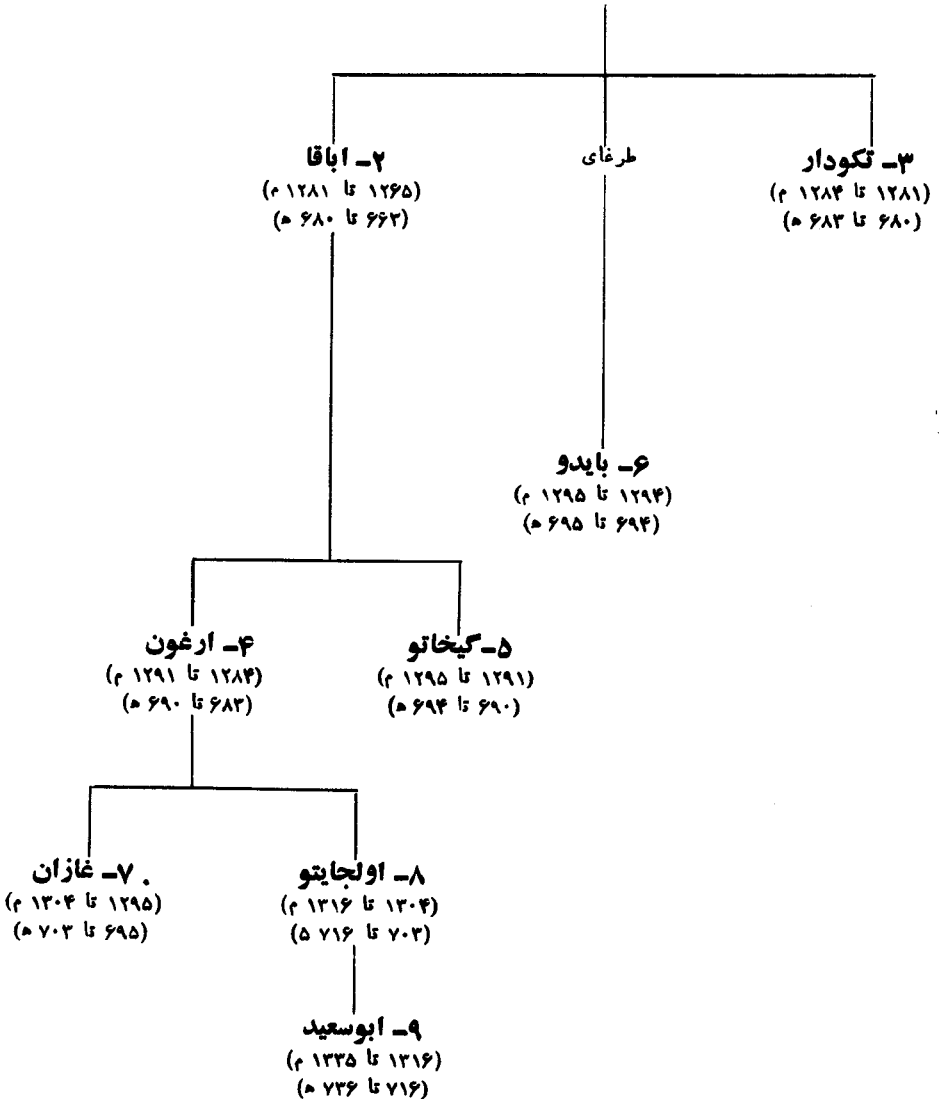 ۳ـ تکودار
(۱۲۸۱ تا ۱۲۸۴ م)
(۶۸۰ تا ۶۸۳ ه)
طرغای
۲ـ اباقا
(۱۲۶۵ تا ۱۲۸۱ م)
(۶۶۳ تا ۶۸۰ ه)
۶ـ بایدو
(۱۲۹۴ تا ۱۲۹۵ م)
(۶۹۴ تا ۶۹۵ ه)
۵ـ گیخاتو
(۱۲۹۱ تا ۱۲۹۵ م)
(۶۹۰ تا ۶۹۴ ه)
۴ـ ارغون
(۱۲۸۴ تا ۱۲۹۱ م)
(۶۸۳ تا ۶۹۰ ه)
۸ـ اولجایتو
(۱۳۰۴ تا ۱۳۱۶ م)
(۷۰۳ تا ۷۱۶ ۵)
۷ـ غازان
(۱۲۹۵ تا ۱۳۰۴ م)
(۶۹۵ تا ۷۰۳ ه)
۹ـ ابوسعید
(۱۳۱۶ تا ۱۳۳۵ م)
(۷۱۶ تا ۷۳۶ ه)